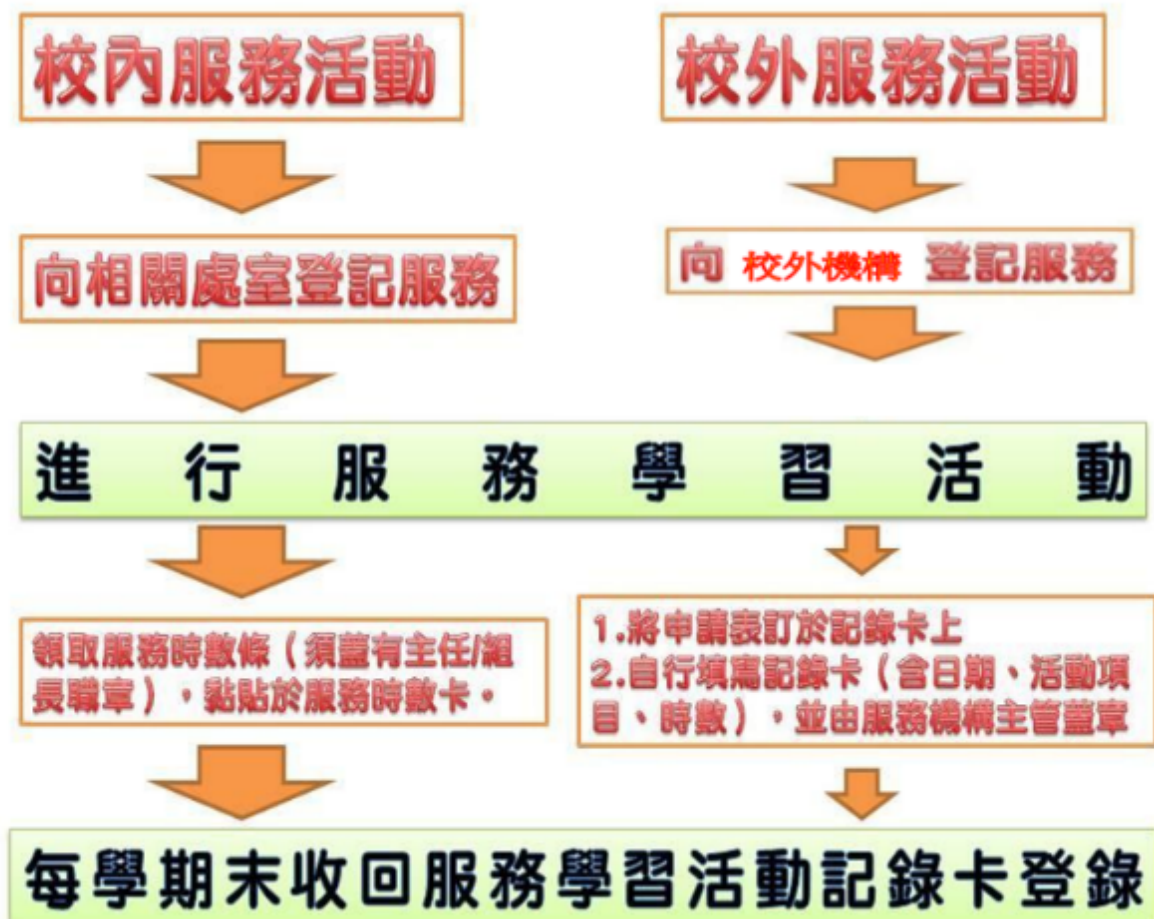 校內服務活動
校外服務活動
向相關處室登記服務
向 校外機構 登記服務
進行服務學習活動
領取服務時數條（須蓋有主任/組
長職章），黏貼於服務時數卡。
1.將申請表訂於記錄卡上
2.自行填寫記錄卡（含日期、活動項
目、時數），並由服務機構主管蓋章
每學期末收回服務學習活動記錄卡登錄